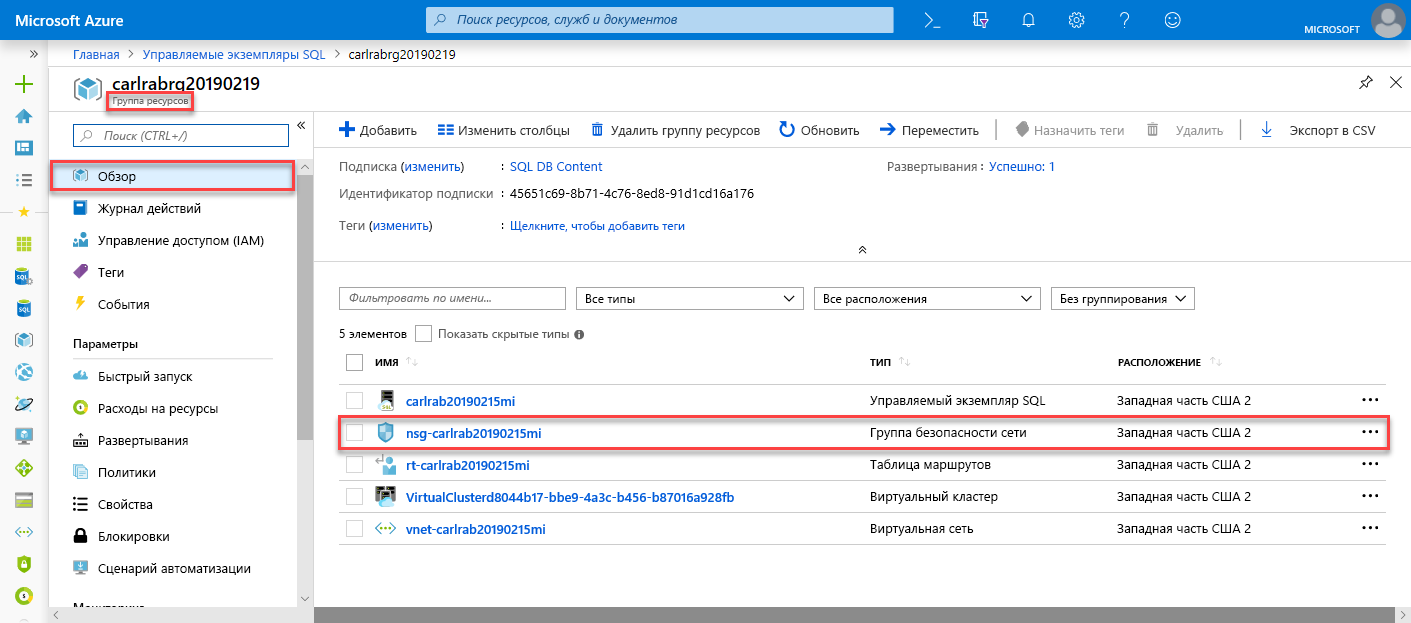 Microsoft Azure
Поиск ресурсов, служб и документов
MICROSOFT
Главная > Управляемые экземпляры SQL > carlrabrg20190219
carlrabrg20190219
Группа ресурсов
Поиск (CTRL+/)
Обзор
Журнал действий
Управление доступом (IAM)
Теги
События
Параметры
Быстрый запуск
Расходы на ресурсы
Развертывания
Политики
Свойства
Блокировки
Сценарий автоматизации
Мониторинг
Добавить Изменить столбцы Удалить группу ресурсов Обновить Переместить Назначить теги Удалить Экспорт в CSV
Подписка (изменить) : SQL DB Content Развертывания : Успешно: 1
Идентификатор подписки : 45651c69-8b71-4c76-8ed8-91d1cd16a176
Теги (изменить) : Щелкните, чтобы добавить теги
Фильтровать по имени... Все типы Все расположения Без группирования
5 элементов Показать скрытые типы
ИМЯ ТИП РАСПОЛОЖЕНИЕ
carlrab20190215mi Управляемый экземпляр SQL Западная часть США 2
nsg-carlrab20190215mi Группа безопасности сети Западная часть США 2
rt-carlrab20190215mi Таблица маршрутов Западная часть США 2
VirtualClusterd8044b17-bbe9-4a3c-b456-b87016a928fb Виртуальный кластер Западная часть США 2
vnet-carlrab20190215mi Виртуальная сеть Западная часть США 2